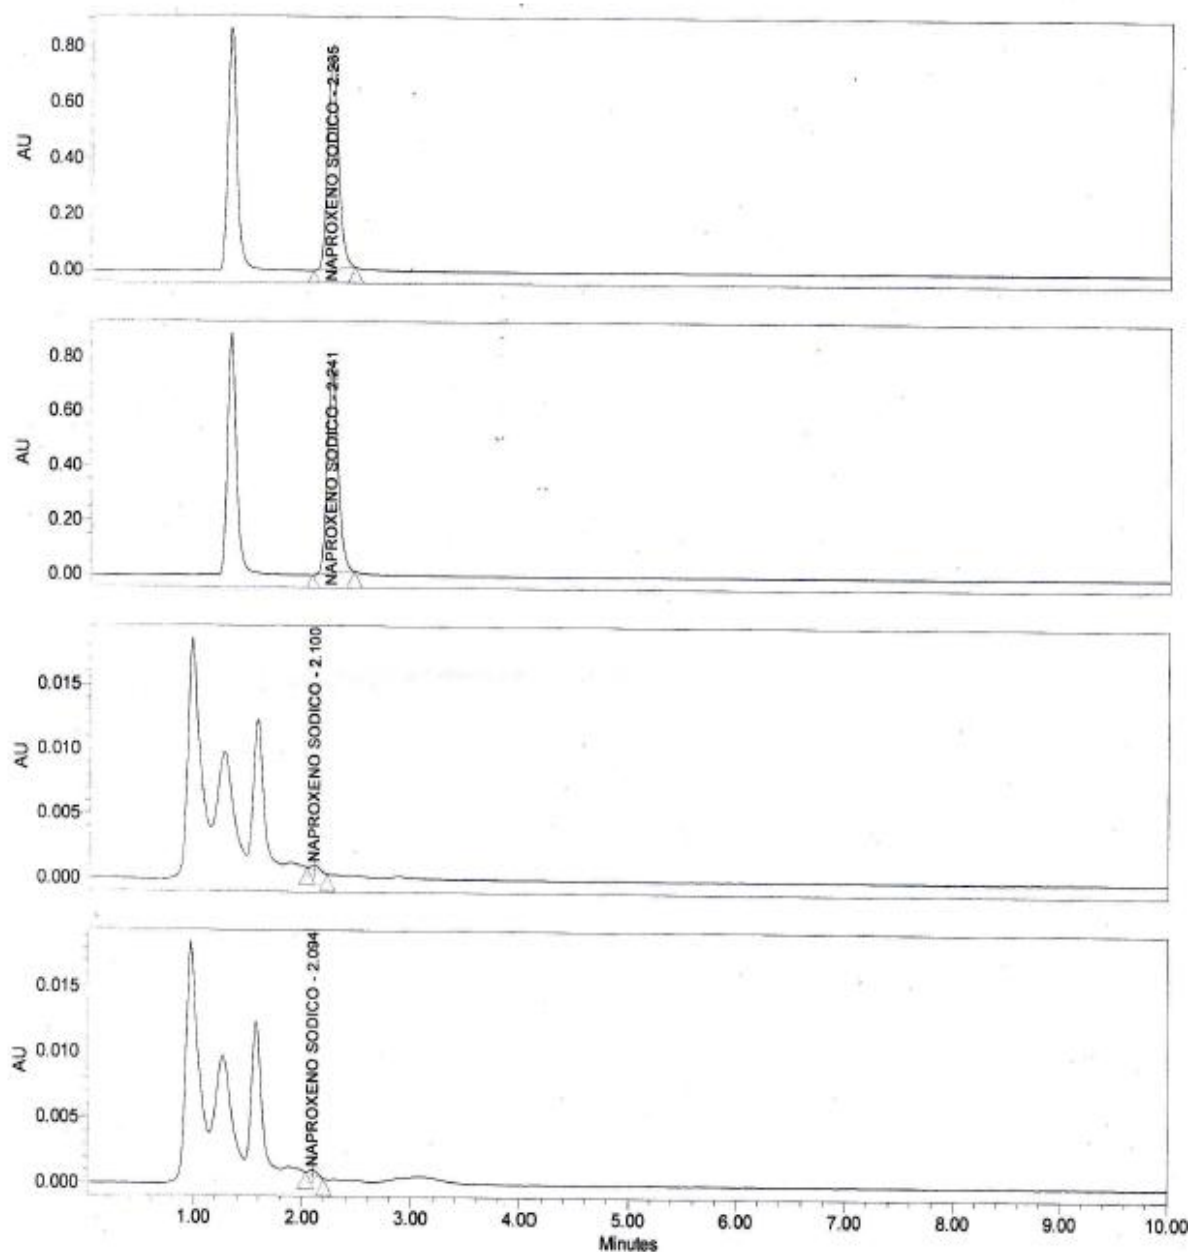 0.80
0.60
0.40
0.20
0.00
AU
NAPROXENO SODICO - 2.265
0.80
0.60
0.40
0.20
0.00
AU
NAPROXENO SODICO - 2.241
0.015
0.010
0.005
0.000
AU
NAPROXENO SODICO - 2.100
0.015
0.010
0.005
0.000
AU
NAPROXENO SODICO - 2.094
1.00 2.00 3.00 4.00 5.00 6.00 7.00 8.00 9.00 10.00
Minutes